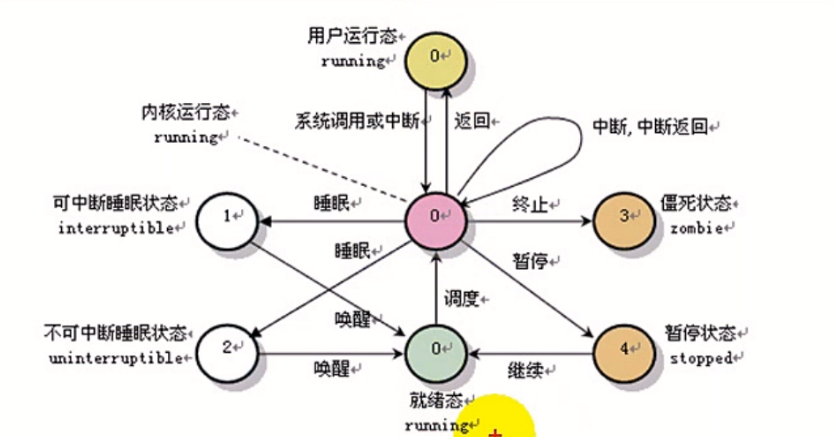 用户运行态
running
0
内核运行态
running
系统调用或中断
返回
中断, 中断返回
可中断睡眠状态
interruptible
1
睡眠
0
终止
3
僵死状态
zombie
睡眠
暂停
调度
唤醒
不可中断睡眠状态
uninterruptible
2
唤醒
0
继续
4
暂停状态
stopped
就绪态
running